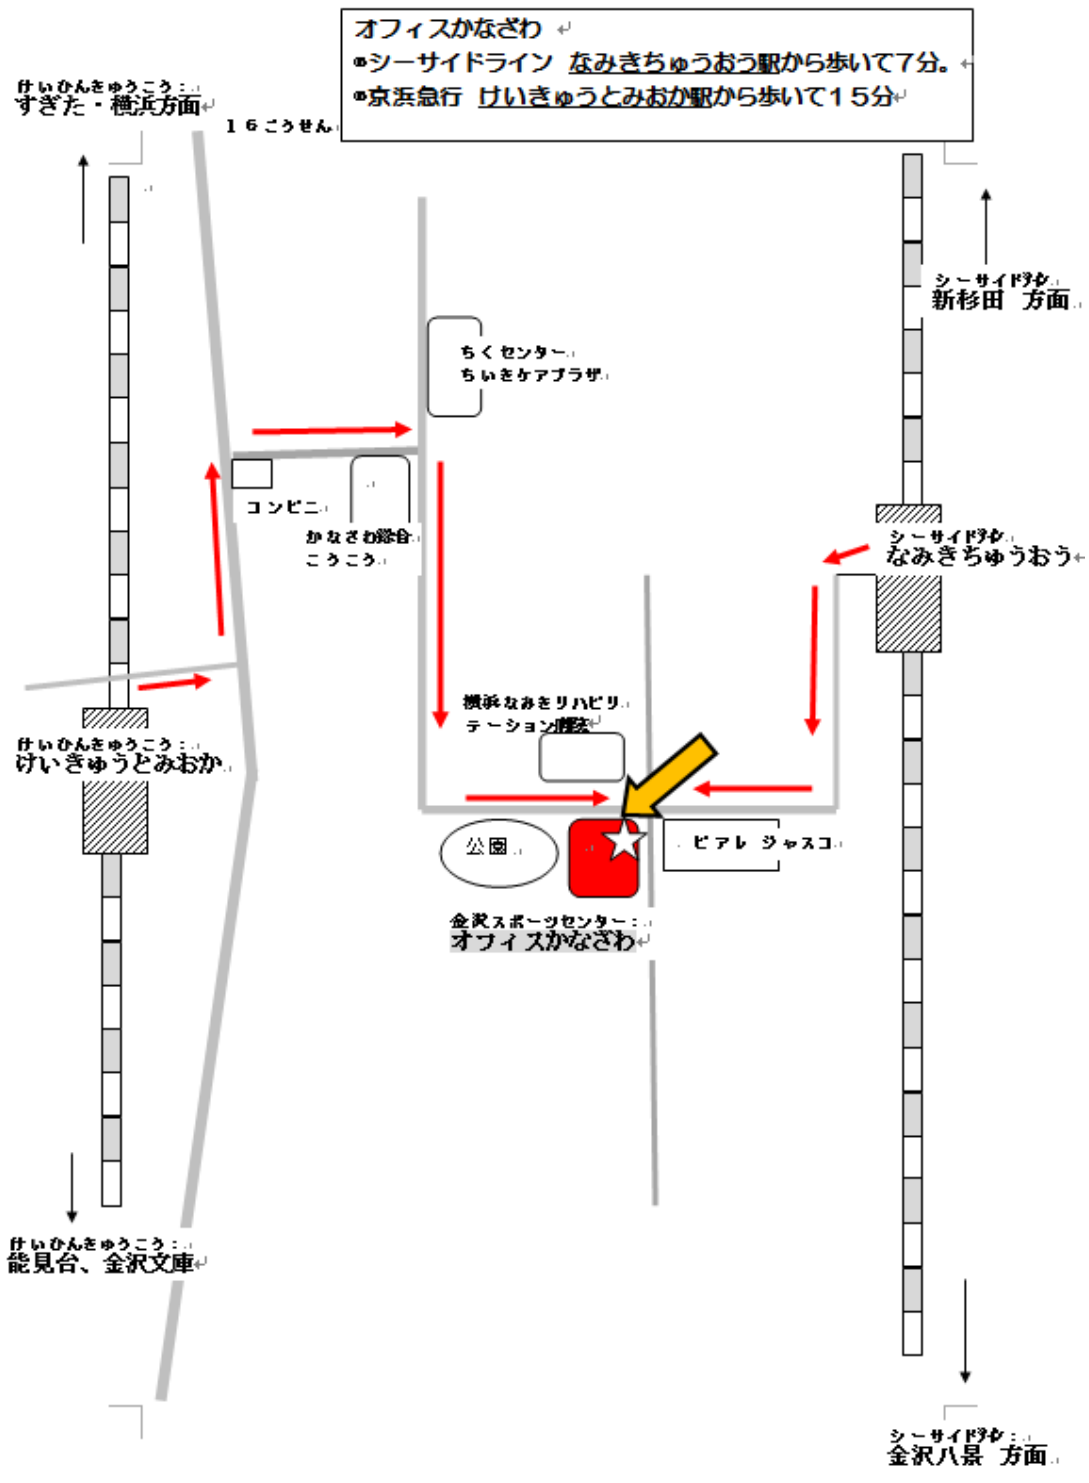 オフィスかなざわ
シーサイドライン なみきちゅうおう駅から歩いて7分。
京浜急行 けいきゅうとみおか駅から歩いて15分
けいひんきゅうこう:
すぎた・横浜方面
16こうせん
シーサイドライン
新杉田 方面
ちくセンター
ちいきケアプラザ
コンビニ
かなざわ総合
こうこう
シーサイドライン
なみきちゅうおう
横浜なみきリハビリ
テーション病院
けいひんきゅうこう:
けいきゅうとみおか
公園
ビアレ ジャスコ
金沢スポーツセンター:
オフィスかなざわ
けいひんきゅうこう:
能見台、金沢文庫
シーサイドライン:
金沢八景 方面